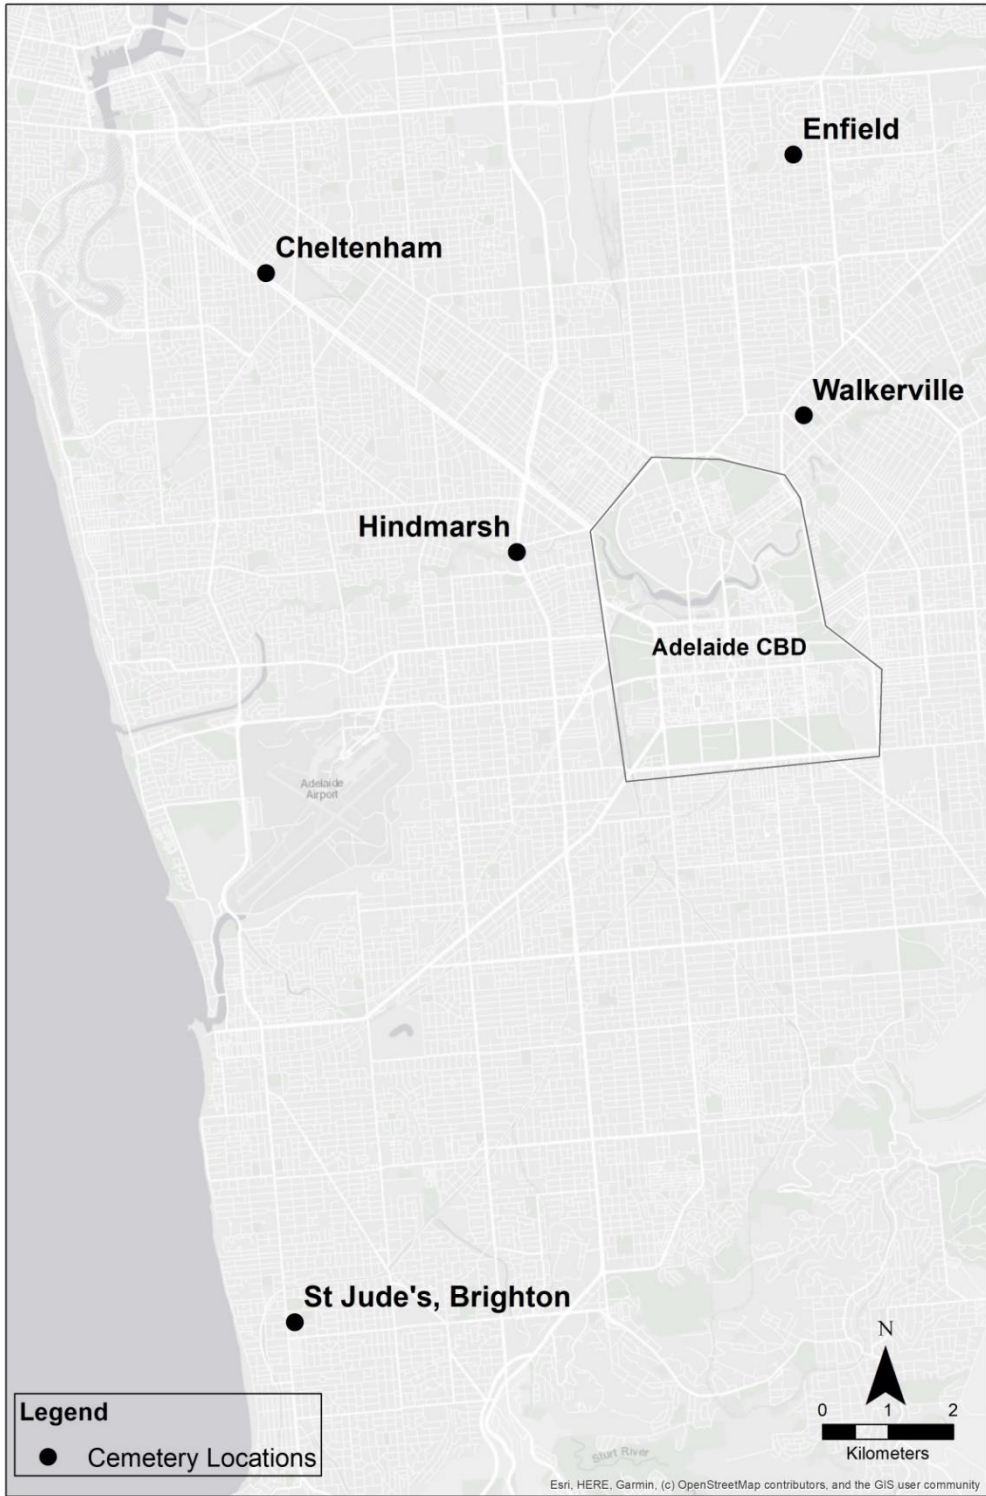 Enfield
Cheltenham
Walkerville
Hindmarsh
Adelaide CBD
Adelaide
Airport
St Jude's, Brighton
N
0 1 2
Kilometers
Legend
Cemetery Locations
Sturt River
Esri, HERE, Garmin, (c) OpenStreetMap contributors, and the GIS user community